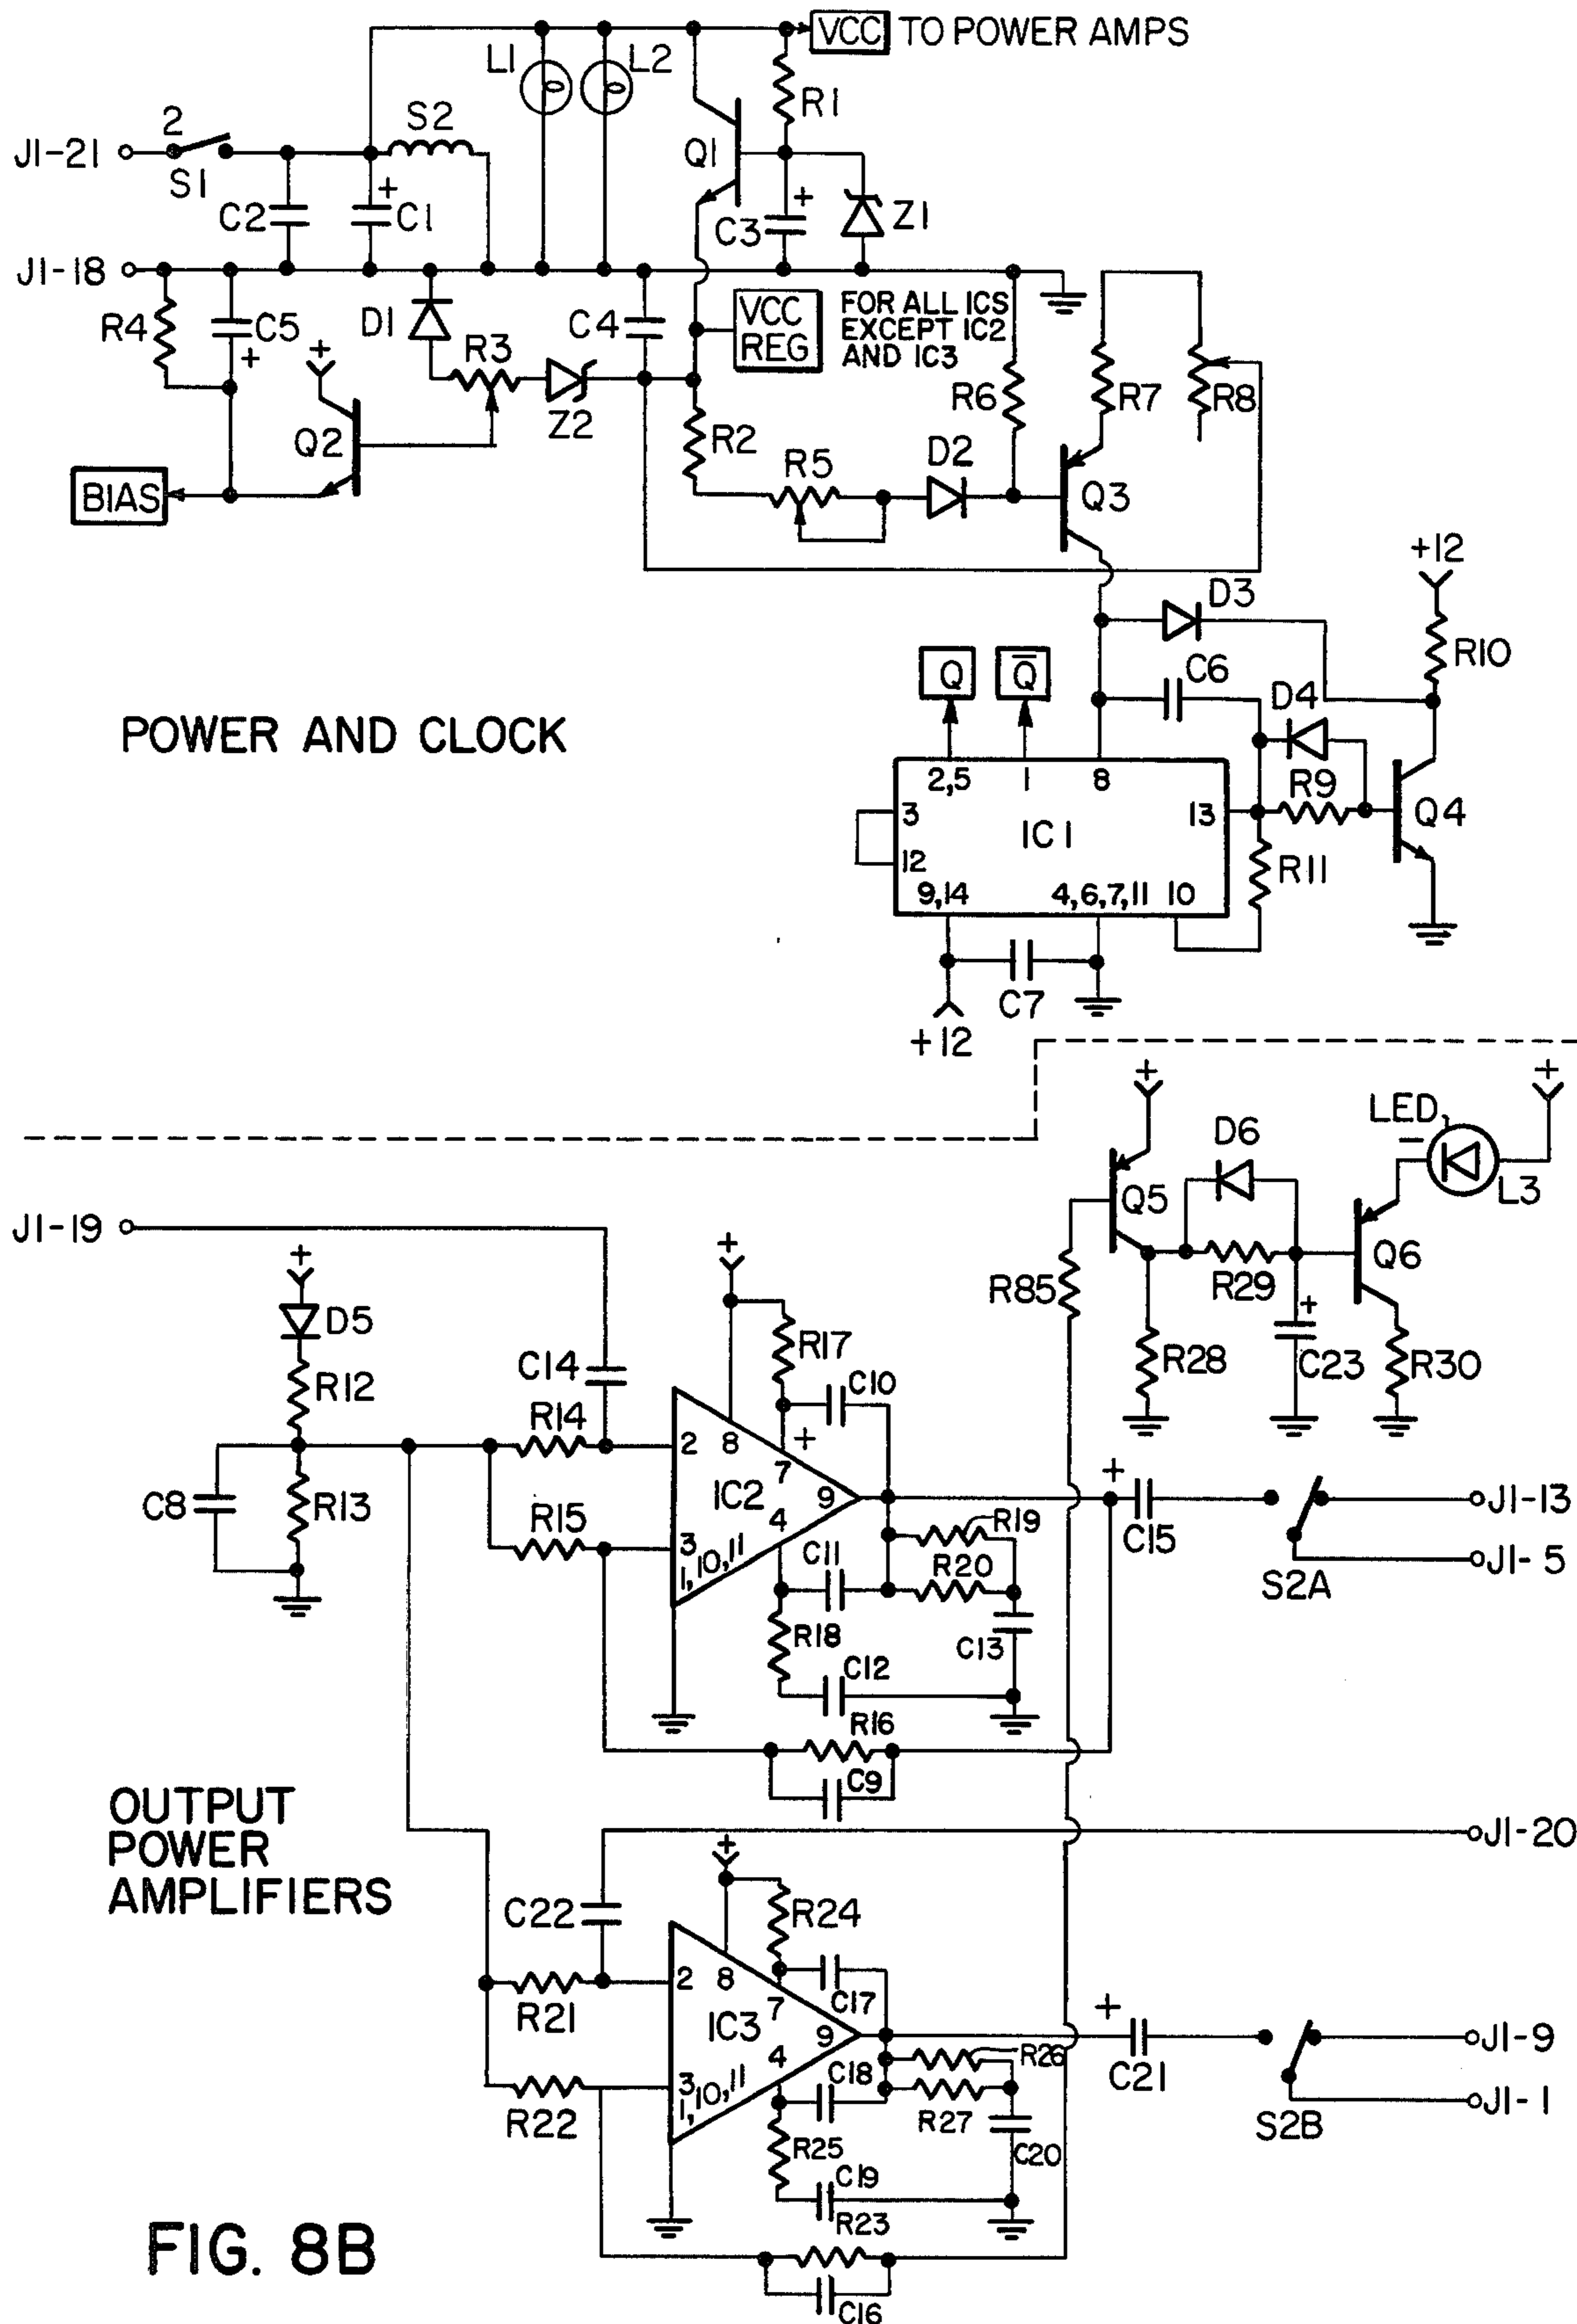 VCC TO POWER AMPS
L1
L2
R1
2
J1-21
S1
S2
Q1
+
C2
C1
C3
+
Z1
J1-18
R4
C5
+
D1
+
R3
C4
VCC
REG
FOR ALL ICS
EXCEPT IC2
AND IC3
Z2
Q2
R2
R6
R7
R8
BIAS
R5
D2
Q3
+12
D3
R10
POWER AND CLOCK
Q
Q̅
C6
D4
2,5
1
8
3
IC1
13
R9
Q4
12
9,14
4,6,7,11
10
R11
C7
+12
+
+
LED
-
D6
L3
Q5
J1-19
+
+
R85
R29
Q6
D5
R17
+
C14
R12
C10
R28
C23
R30
R14
2
8
+
7
IC2
9
+
C8
R13
R15
4
R19
C15
J1-13
3
C11
R20
J1-5
1,10,11
S2A
R18
C13
C12
R16
C9
OUTPUT
POWER
AMPLIFIERS
J1-20
+
C22
R24
2
8
7
C17
R21
IC3
9
+
4
R26
C21
J1-9
3
C18
J1-1
1,10,11
R27
S2B
R22
R25
C20
C19
R23
FIG. 8B
C16